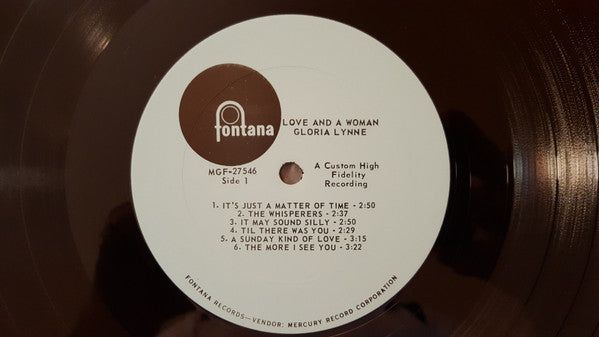 fontana
LOVE AND A WOMAN
GLORIA LYNNE
MGF-27546
Side 1
A Custom High
Fidelity
Recording
1. IT'S JUST A MATTER OF TIME - 2:50
2. THE WHISPERERS - 2:37
3. IT MAY SOUND SILLY - 2:50
4. TIL THERE WAS YOU - 2:29
5. A SUNDAY KIND OF LOVE - 3:15
6. THE MORE I SEE YOU - 3:22
FONTANA RECORDS—VENDOR: MERCURY RECORD CORPORATION